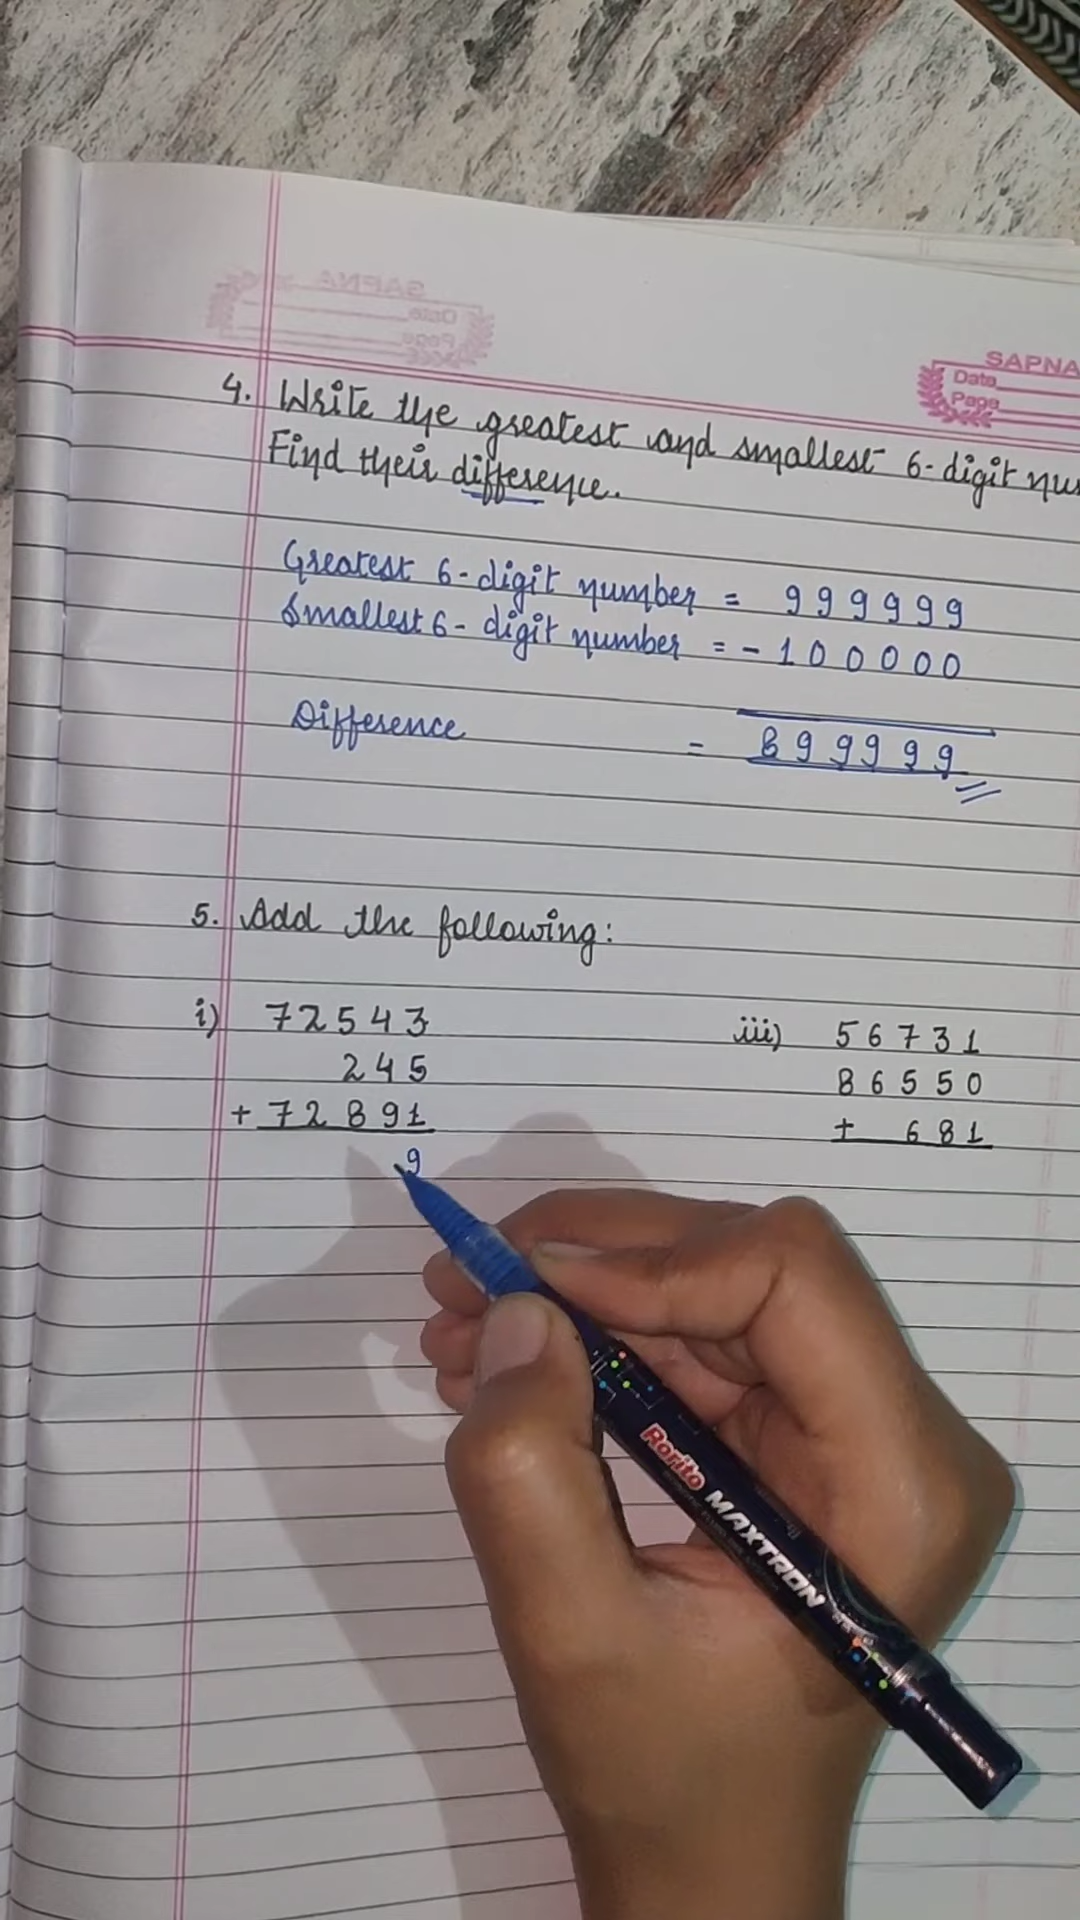 SAPNA
Date
Page
4. Write the greatest and smallest 6-digit
Find their difference.
Greatest 6-digit number = 999999
Smallest 6-digit number = - 100000
Difference = 899999
5. Add the following:
i) 72543
245
+ 72891
9
iii) 56731
86550
+ 681
Rorito MAXTRON